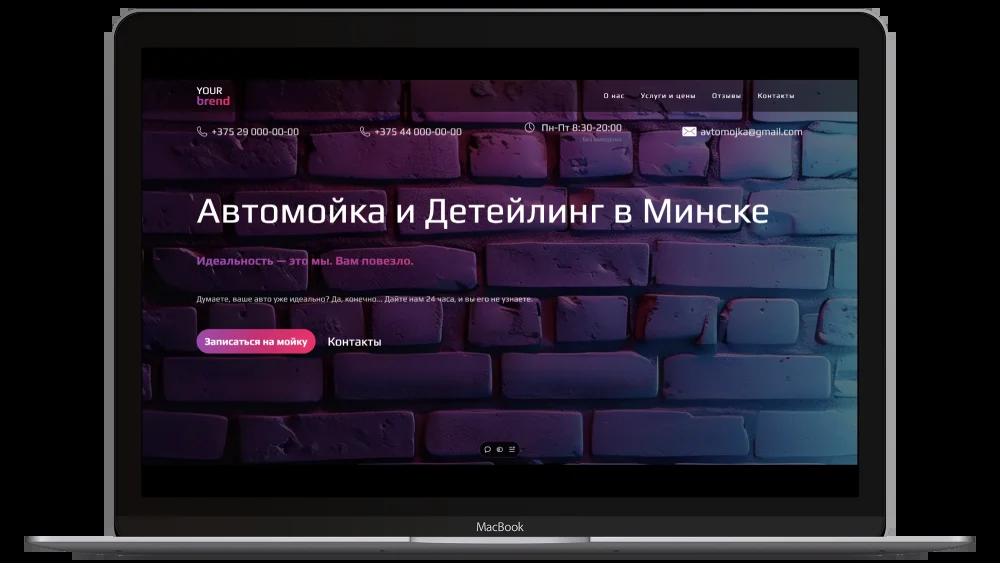 YOUR
brend
О нас Услуги и цены Отзывы Контакты
+375 29 000-00-00 +375 44 000-00-00 Пн-Пт 8:30-20:00 avtomojka@gmail.com
Без выходных
Автомойка и Детейлинг в Минске
Идеальность — это мы. Вам повезло.
Думаете, ваше авто уже идеально? Да, конечно... Дайте нам 24 часа, и вы его не узнаете.
Записаться на мойку Контакты
MacBook